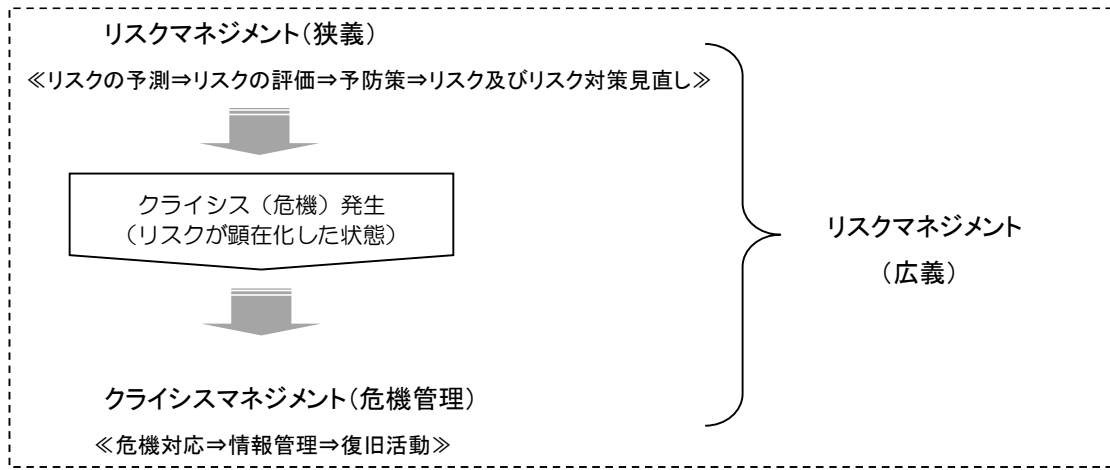 リスクマネジメント（狭義）
≪リスクの予測⇒リスクの評価⇒予防策⇒リスク及びリスク対策見直し≫
クライシス（危機）発生
（リスクが顕在化した状態）
リスクマネジメント
（広義）
クライシスマネジメント（危機管理）
≪危機対応⇒情報管理⇒復旧活動≫